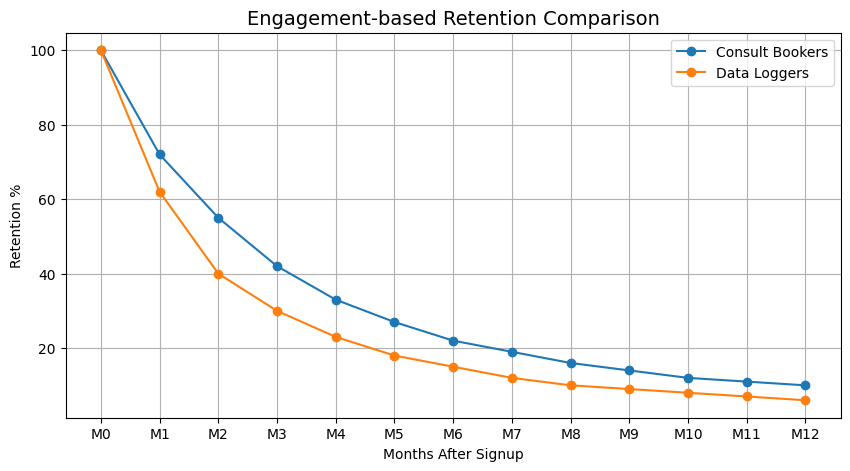 Engagement-based Retention Comparison
Consult Bookers
Data Loggers
Retention %
100
80
60
40
20
M0 M1 M2 M3 M4 M5 M6 M7 M8 M9 M10 M11 M12
Months After Signup